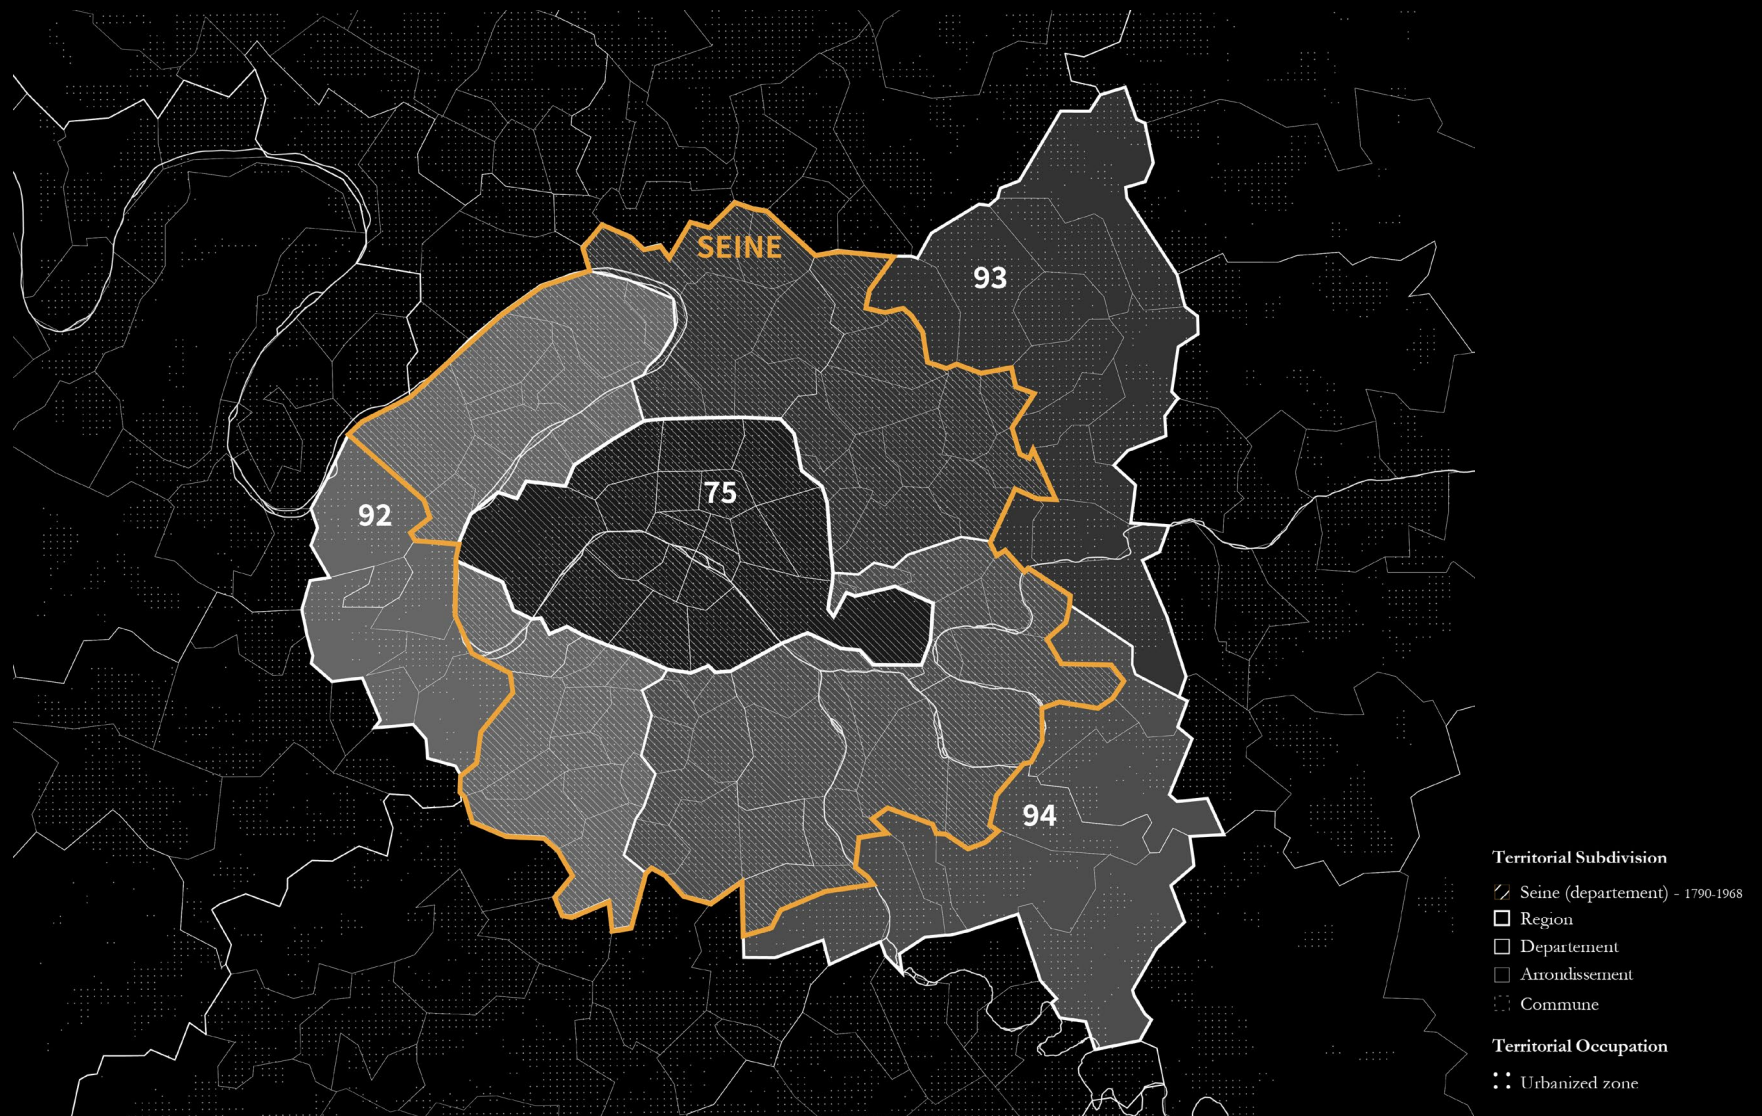 SEINE
93
75
92
94
Territorial Subdivision
Seine (departement) - 1790-1968
Region
Departement
Arrondissement
Commune
Territorial Occupation
Urbanized zone